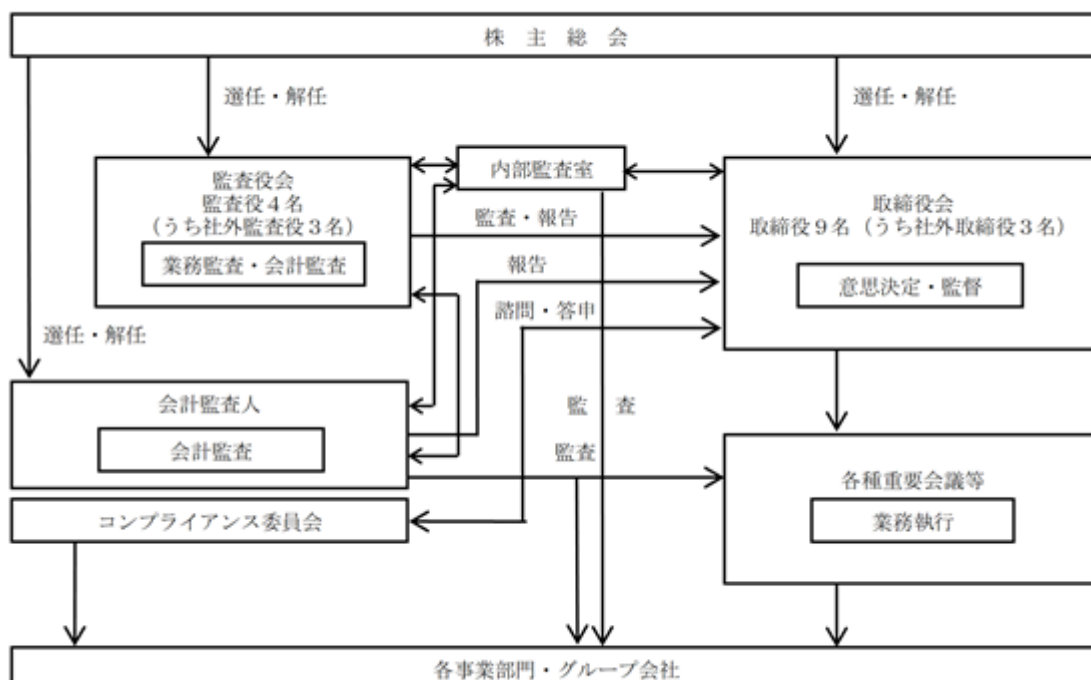 株主総会
選任・解任
選任・解任
内部監査室
監査役会
監査役４名
（うち社外監査役３名）
業務監査・会計監査
監査・報告
取締役会
取締役９名（うち社外取締役３名）
意思決定・監督
報告
諮問・答申
選任・解任
会計監査人
会計監査
監査
監査
各種重要会議等
業務執行
コンプライアンス委員会
各事業部門・グループ会社